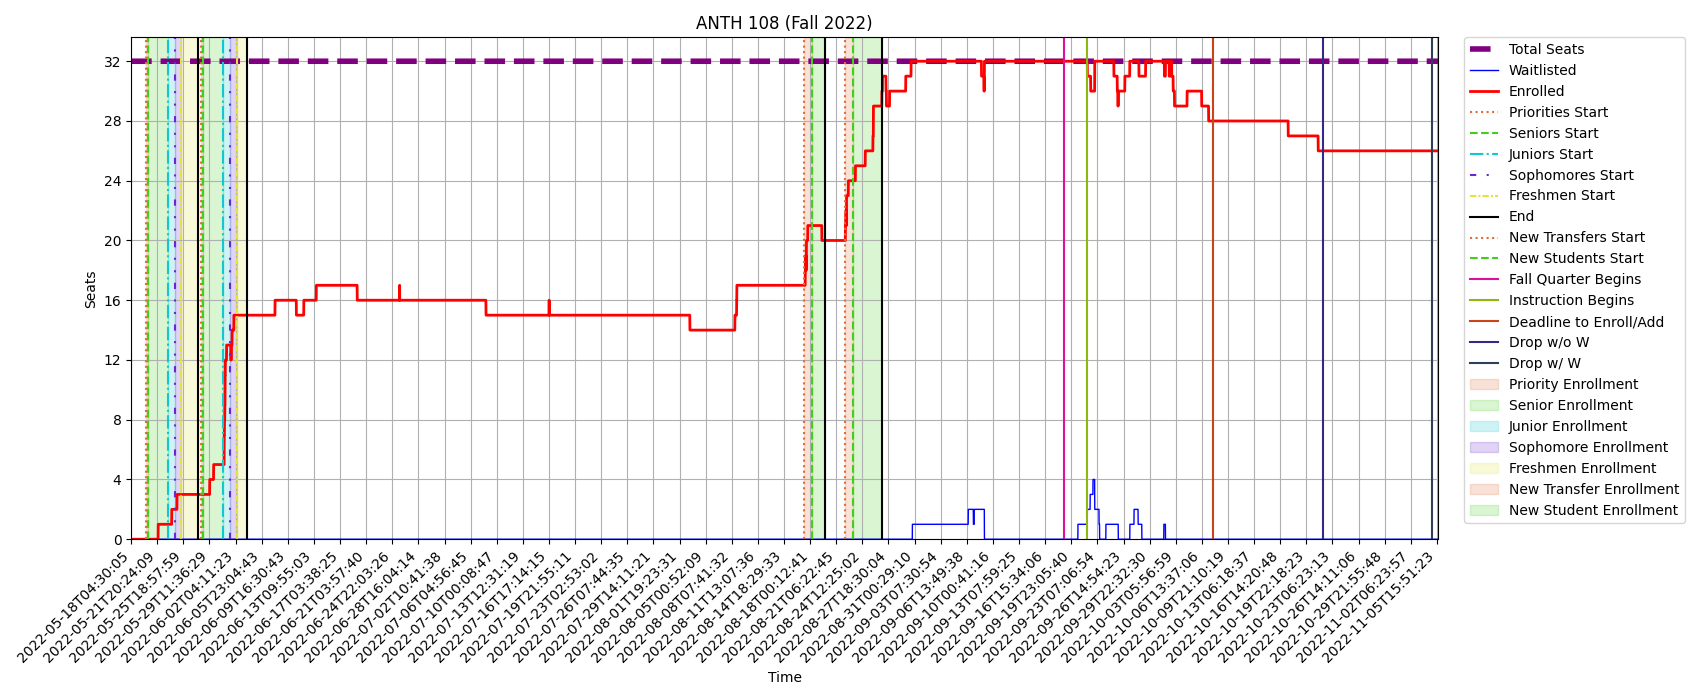 ANTH 108 (Fall 2022)
Seats
32
28
24
20
16
12
8
4
0
2022-05-18T04:30:05
2022-05-21T20:24:09
2022-05-25T18:57:59
2022-05-29T11:36:29
2022-06-02T04:11:23
2022-06-05T23:04:43
2022-06-09T16:30:43
2022-06-13T09:55:03
2022-06-17T03:38:25
2022-06-21T03:57:40
2022-06-24T22:03:26
2022-06-28T16:04:14
2022-07-02T10:41:38
2022-07-06T04:56:45
2022-07-10T00:08:47
2022-07-13T12:31:19
2022-07-16T17:14:15
2022-07-19T21:55:11
2022-07-23T02:53:02
2022-07-26T07:44:35
2022-07-29T14:11:21
2022-08-01T19:23:31
2022-08-05T00:52:09
2022-08-08T07:41:32
2022-08-11T13:07:36
2022-08-14T18:29:33
2022-08-18T00:12:41
2022-08-21T06:22:45
2022-08-24T12:25:02
2022-08-27T18:30:04
2022-08-31T00:29:10
2022-09-03T07:30:54
2022-09-06T13:49:38
2022-09-10T00:41:16
2022-09-13T07:59:25
2022-09-16T15:34:06
2022-09-19T23:05:40
2022-09-23T07:06:54
2022-09-26T14:54:23
2022-09-29T22:32:30
2022-10-03T05:56:59
2022-10-06T13:37:06
2022-10-09T21:10:19
2022-10-13T06:18:37
2022-10-16T14:20:48
2022-10-19T22:18:23
2022-10-23T06:23:13
2022-10-26T14:11:06
2022-10-29T21:55:48
2022-11-02T06:23:57
2022-11-05T15:51:23
Time
Total Seats
Waitlisted
Enrolled
Priorities Start
Seniors Start
Juniors Start
Sophomores Start
Freshmen Start
End
New Transfers Start
New Students Start
Fall Quarter Begins
Instruction Begins
Deadline to Enroll/Add
Drop w/o W
Drop w/ W
Priority Enrollment
Senior Enrollment
Junior Enrollment
Sophomore Enrollment
Freshmen Enrollment
New Transfer Enrollment
New Student Enrollment